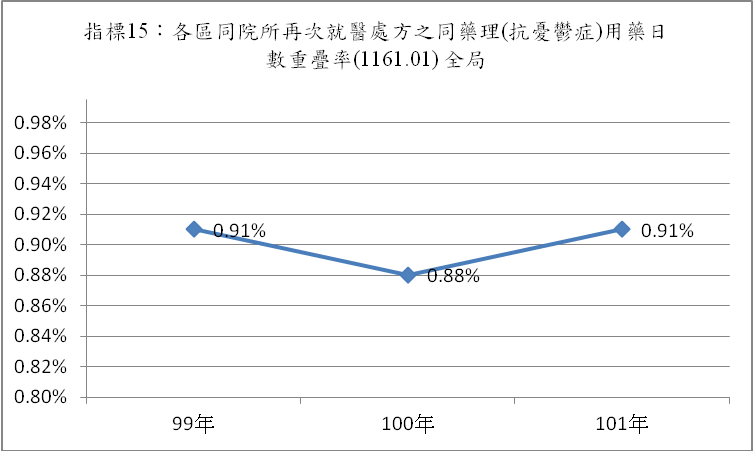 指標15：各區同院所再次就醫處方之同藥理(抗憂鬱症)用藥日
數重疊率(1161.01) 全局
0.98%
0.96%
0.94%
0.92%
0.90%
0.88%
0.86%
0.84%
0.82%
0.80%
0.91%
0.88%
0.91%
99年
100年
101年